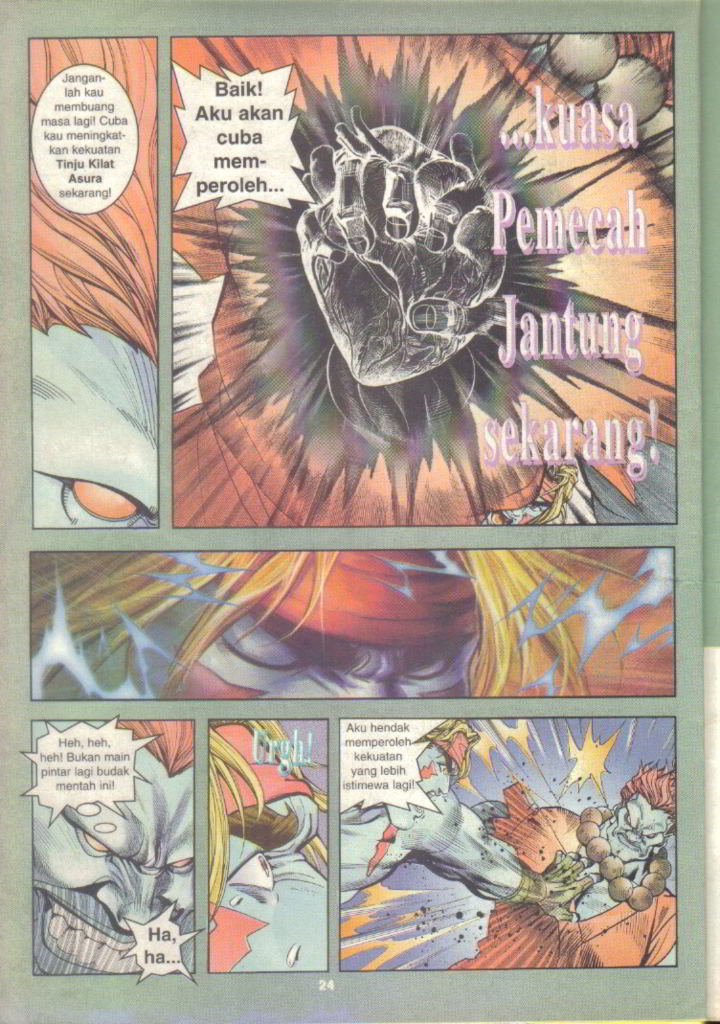 Jangan-
lah kau
membuang
masa lagi! Cuba
kau meningkat-
kan kekuatan
Tinju Kilat
Asura
sekarang!
Baik!
Aku akan
cuba
mem-
peroleh...
...kuasa
Pemecah
Jantung
sekarang!
Heh, heh,
heh! Bukan main
pintar lagi budak
mentah ini!
Ha,
ha...
Urgh!
Aku hendak
memperoleh
kekuatan
yang lebih
istimewa lagi!
24